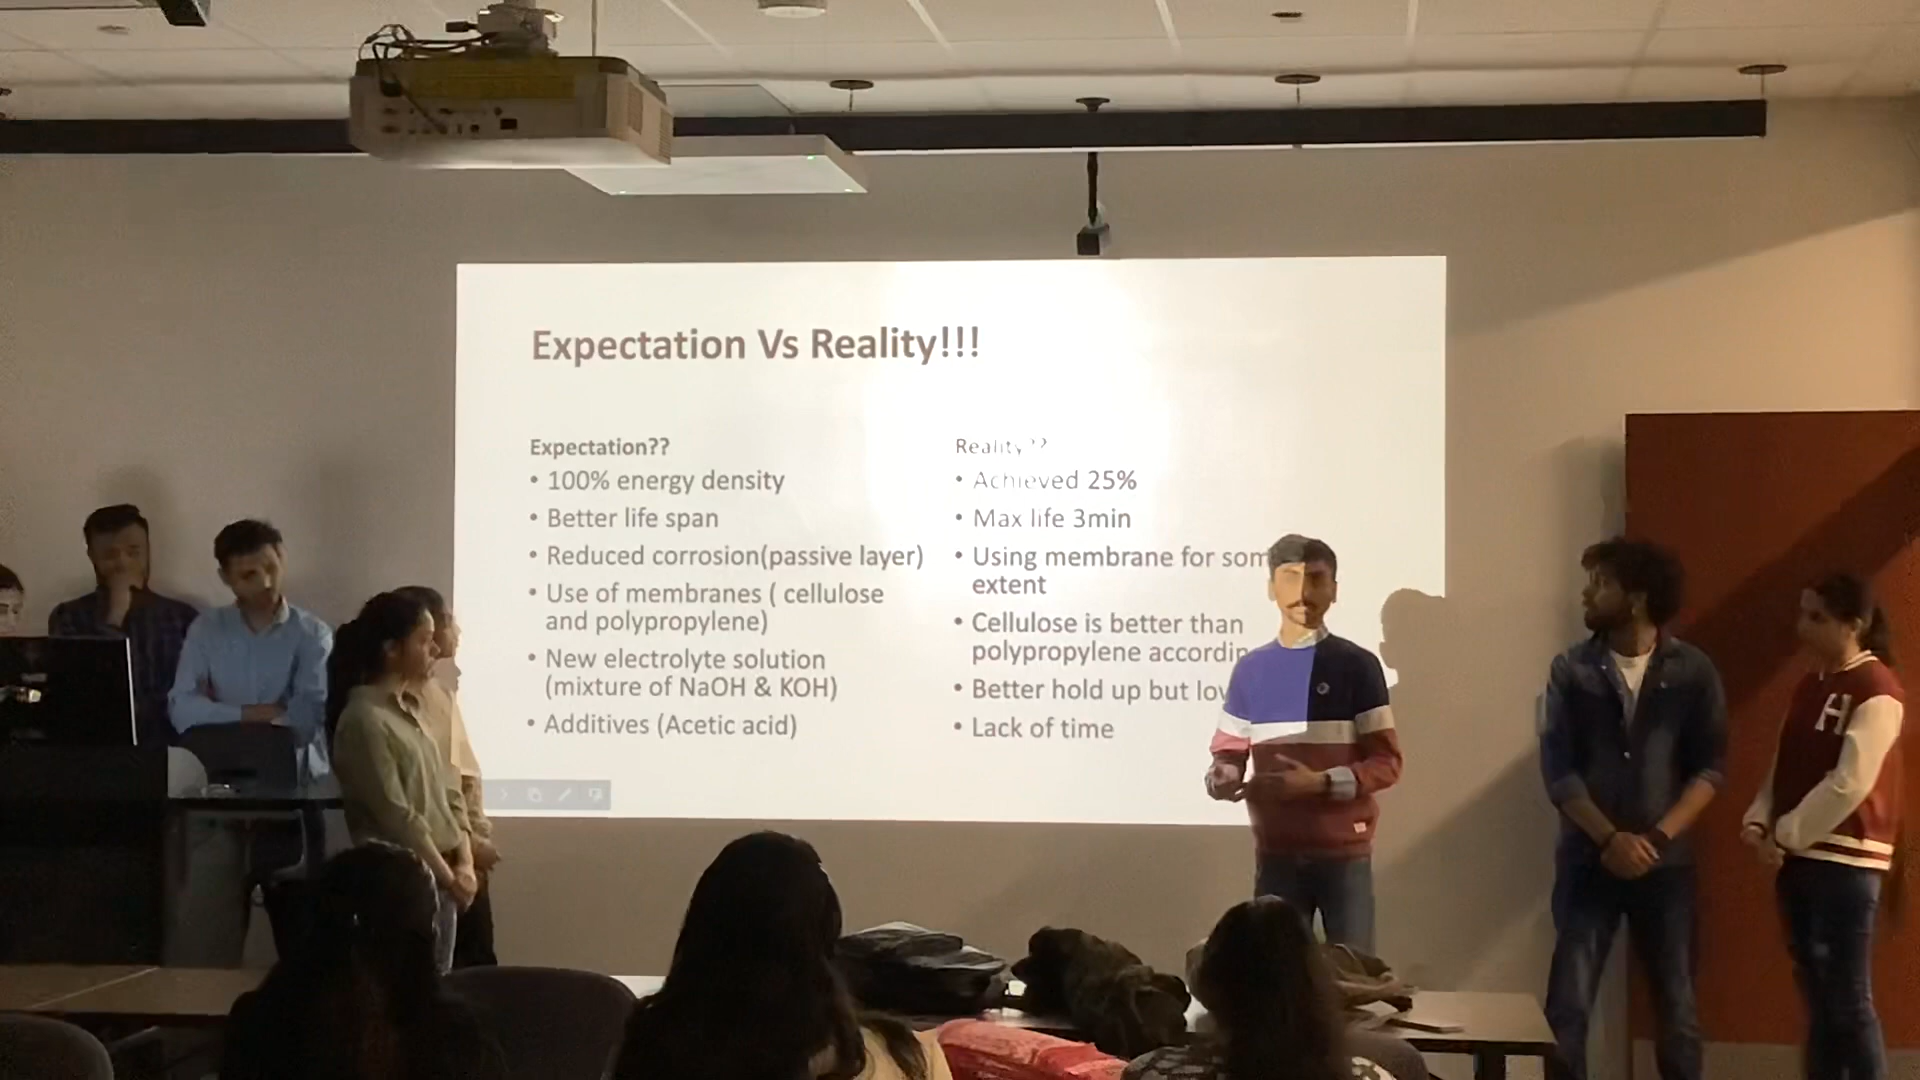 Expectation Vs Reality!!!
Expectation??
• 100% energy density
• Better life span
• Reduced corrosion(passive layer)
• Use of membranes ( cellulose
and polypropylene)
• New electrolyte solution
(mixture of NaOH & KOH)
• Additives (Acetic acid)
Reality??
• Achieved 25%
• Max life 3min
• Using membrane for
extent
• Cellulose is better than
polypropylene
• Better hold up but
• Lack of time
H